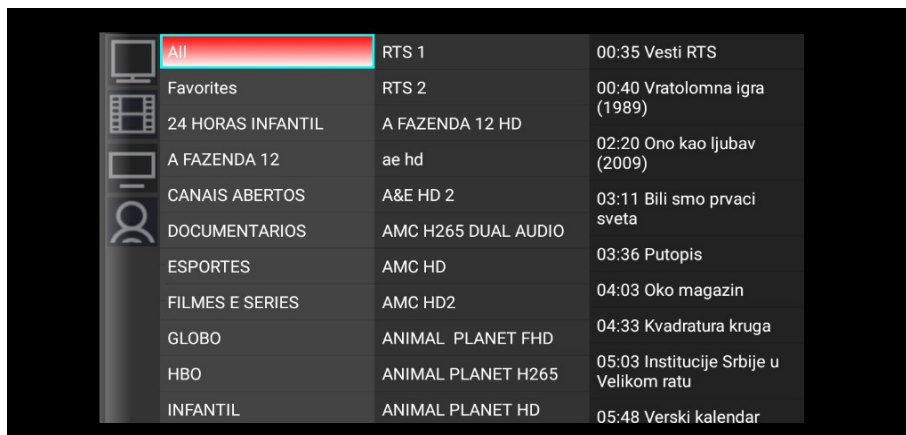 All
Favorites
24 HORAS INFANTIL
A FAZENDA 12
CANAIS ABERTOS
DOCUMENTARIOS
ESPORTES
FILMES E SERIES
GLOBO
HBO
INFANTIL
RTS 1
RTS 2
A FAZENDA 12 HD
ae hd
A&E HD 2
AMC H265 DUAL AUDIO
AMC HD
AMC HD2
ANIMAL PLANET FHD
ANIMAL PLANET H265
ANIMAL PLANET HD
00:35 Vesti RTS
00:40 Vratolomna igra
(1989)
02:20 Ono kao ljubav
(2009)
03:11 Bili smo prvaci
sveta
03:36 Putopis
04:03 Oko magazin
04:33 Kvadratura kruga
05:03 Institucije Srbije u
Velikom ratu
05:48 Verski kalendar